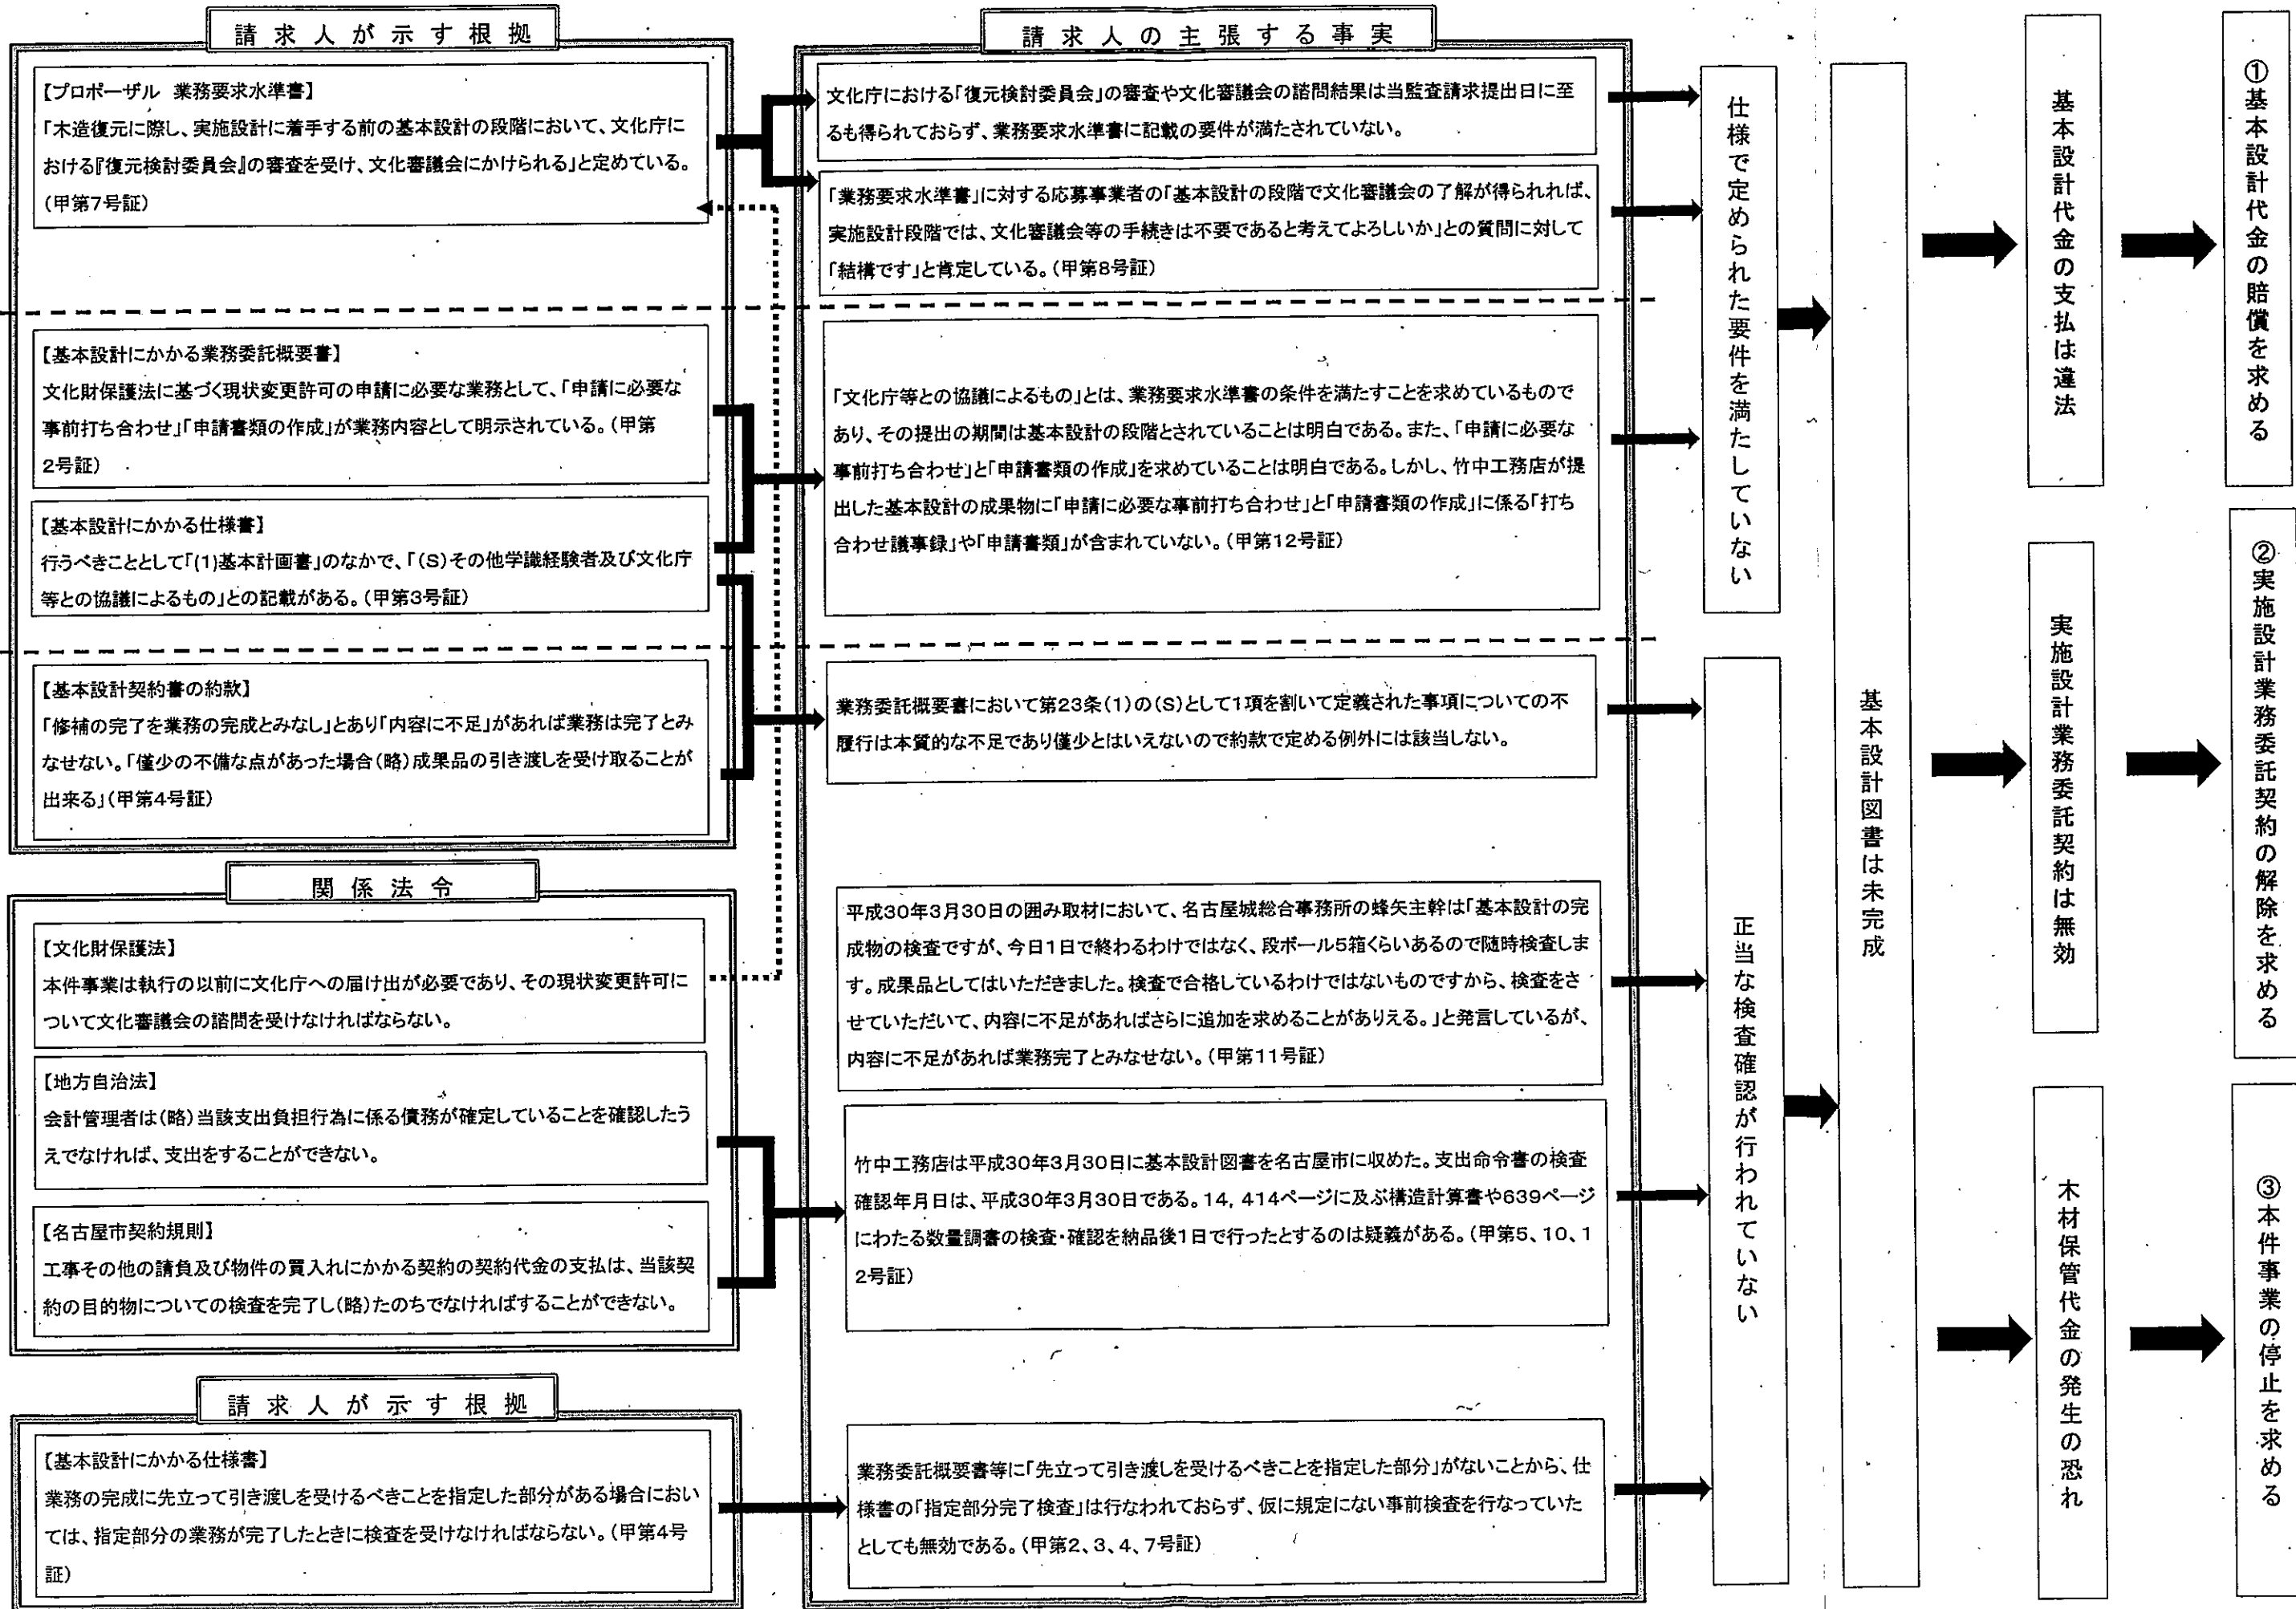 請求人が示す根拠
【プロポーザル 業務要求水準書】
「木造復元に際し、実施設計に着手する前の基本設計の段階において、文化庁に
おける『復元検討委員会』の審査を受け、文化審議会にかけられる」と定めている。
(甲第7号証)
【基本設計にかかる業務委託概要書】
文化財保護法に基づく現状変更許可の申請に必要な業務として、「申請に必要な
事前打ち合わせ」「申請書類の作成」が業務内容として明示されている。(甲第
2号証)
【基本設計にかかる仕様書】
行うべきこととして「(1)基本計画書」のなかで、「(S)その他学識経験者及び文化庁
等との協議によるもの」との記載がある。(甲第3号証)
【基本設計契約書の約款】
「修補の完了を業務の完成とみなし」とあり「内容に不足」があれば業務は完了とみ
なせない。「僅少の不備な点があった場合(略)成果品の引き渡しを受け取ることが
出来る」(甲第4号証)
関係法令
【文化財保護法】
本件事業は執行の以前に文化庁への届け出が必要であり、その現状変更許可に
ついて文化審議会の諮問を受けなければならない。
【地方自治法】
会計管理者は(略)当該支出負担行為に係る債務が確定していることを確認したう
えでなければ、支出をすることができない。
【名古屋市契約規則】
工事その他の請負及び物件の買入れにかかる契約の契約代金の支払は、当該契
約の目的物についての検査を完了し(略)たのちでなければすることができない。
請求人が示す根拠
【基本設計にかかる仕様書】
業務の完成に先立って引き渡しを受けるべきことを指定した部分がある場合におい
ては、指定部分の業務が完了したときに検査を受けなければならない。(甲第4号
証)
請求人の主張する事実
文化庁における「復元検討委員会」の審査や文化審議会の諮問結果は当監査請求提出日に至
るも得られておらず、業務要求水準書に記載の要件が満たされていない。
「業務要求水準書」に対する応募事業者の「基本設計の段階で文化審議会の了解が得られれば、
実施設計段階では、文化審議会等の手続きは不要であると考えてよろしいか」との質問に対して
「結構です」と肯定している。(甲第8号証)
「文化庁等との協議によるもの」とは、業務要求水準書の条件を満たすことを求めているもので
あり、その提出の期間は基本設計の段階とされていることは明白である。また、「申請に必要な
事前打ち合わせ」と「申請書類の作成」を求めていることは明白である。しかし、竹中工務店が提
出した基本設計の成果物に「申請に必要な事前打ち合わせ」と「申請書類の作成」に係る「打ち
合わせ議事録」や「申請書類」が含まれていない。(甲第12号証)
業務委託概要書において第23条(1)の(S)として1項を割いて定義された事項についての不
履行は本質的な不足であり僅少とはいえないので約款で定める例外には該当しない。
平成30年3月30日の囲み取材において、名古屋城総合事務所の蜂矢主幹は「基本設計の完
成物の検査ですが、今日1日で終わるわけではなく、段ボール5箱くらいあるので随時検査しま
す。成果品としてはいただきました。検査で合格しているわけではないものですから、検査をさ
せていただいて、内容に不足があればさらに追加を求めることがありえる。」と発言しているが、
内容に不足があれば業務完了とみなせない。(甲第11号証)
竹中工務店は平成30年3月30日に基本設計図書を名古屋市に収めた。支出命令書の検査
確認年月日は、平成30年3月30日である。14,414ページに及ぶ構造計算書や639ページ
にわたる数量調書の検査・確認を納品後1日で行ったとするのは疑義がある。(甲第5、10、1
2号証)
業務委託概要書等に「先立って引き渡しを受けるべきことを指定した部分」がないことから、仕
様書の「指定部分完了検査」は行なわれておらず、仮に規定にない事前検査を行なっていた
としても無効である。(甲第2、3、4、7号証)
仕様で定められた要件を満たしていない
正当な検査確認が行われていない
基本設計図書は未完成
基本設計代金の支払は違法
実施設計業務委託契約は無効
木材保管代金の発生の恐れ
①基本設計代金の賠償を求める
②実施設計業務委託契約の解除を求める
③本件事業の停止を求める